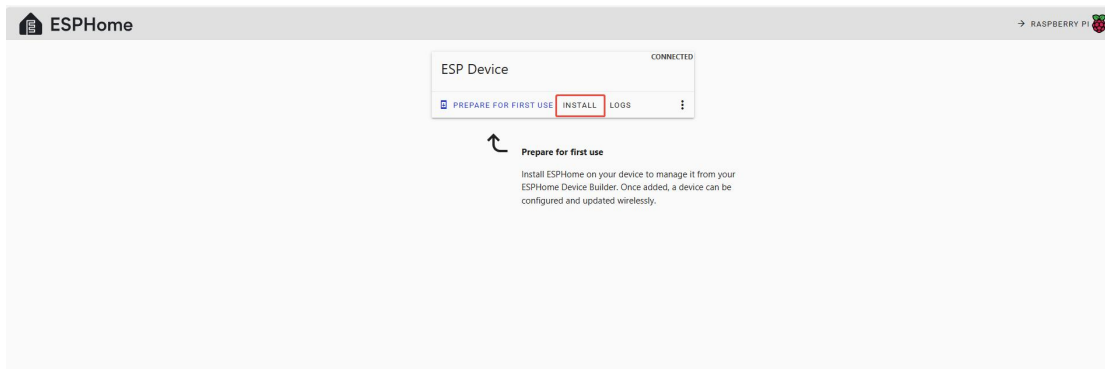 ESPHome
→ RASPBERRY PI
CONNECTED
ESP Device
PREPARE FOR FIRST USE INSTALL LOGS
Prepare for first use
Install ESPHome on your device to manage it from your
ESPHome Device Builder. Once added, a device can be
configured and updated wirelessly.